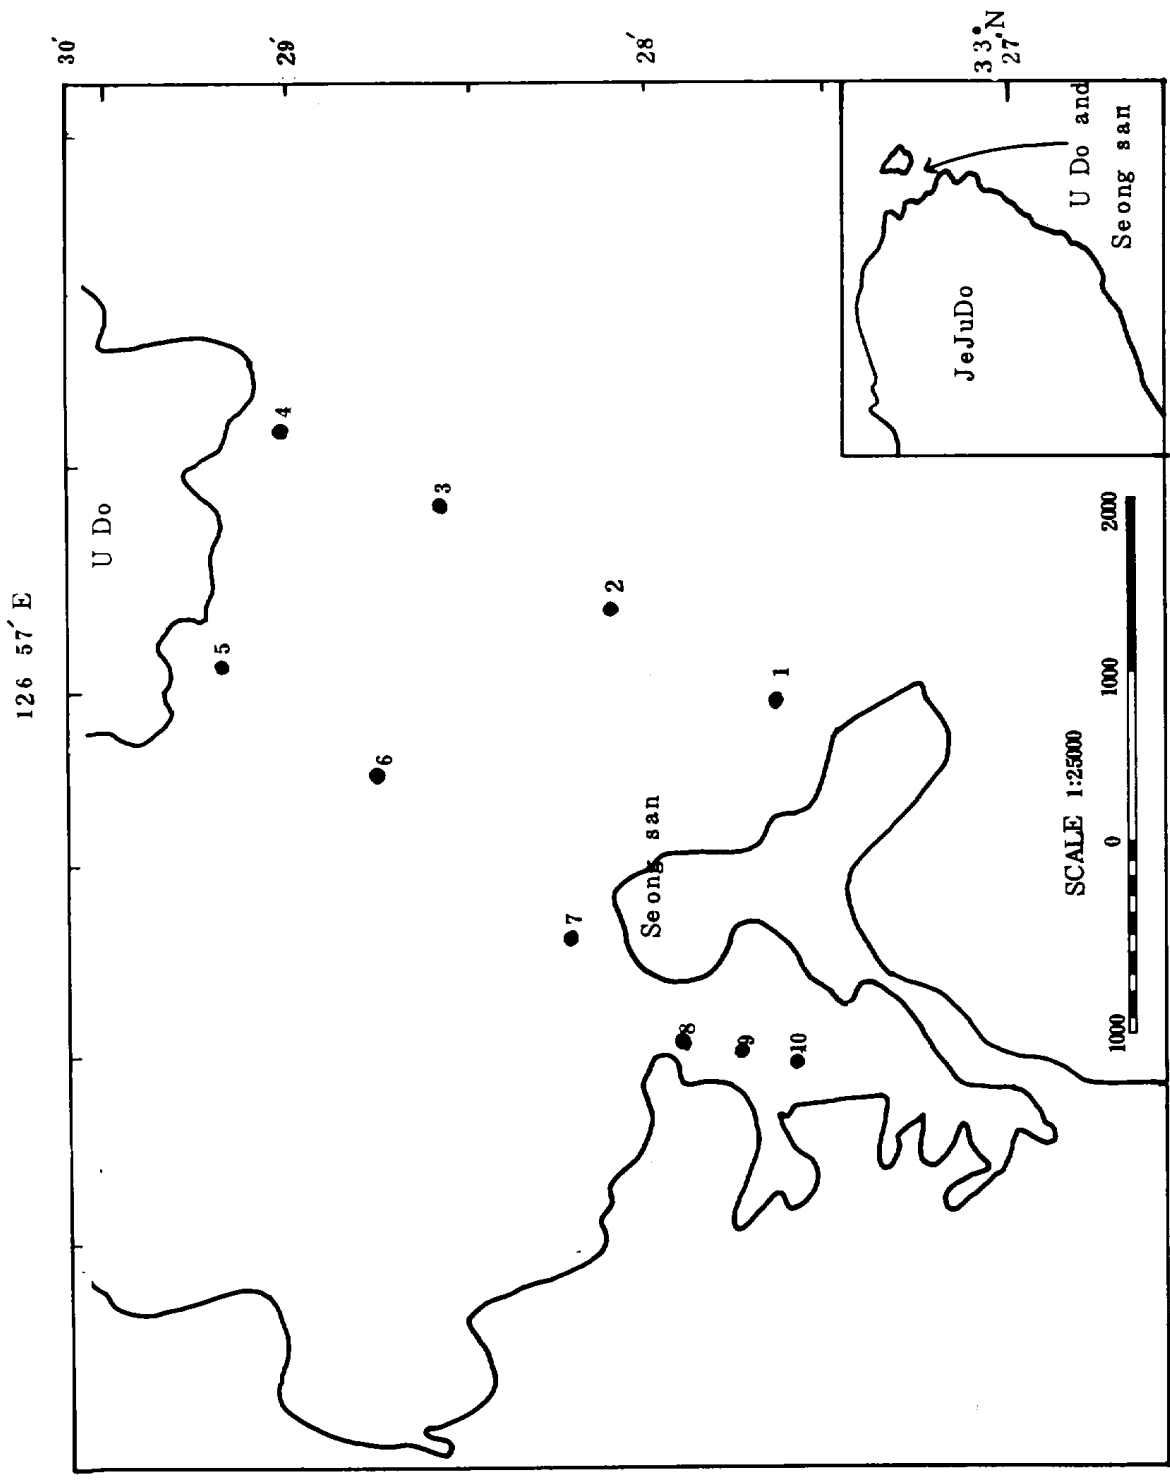 126 57′ E
30′
29′
28′
33° N
27′
U Do
4
3
5
2
1
6
7
8
9
10
Seong san
JeJuDo
U Do and
Seong san
SCALE 1:25000
1000 0 1000 2000